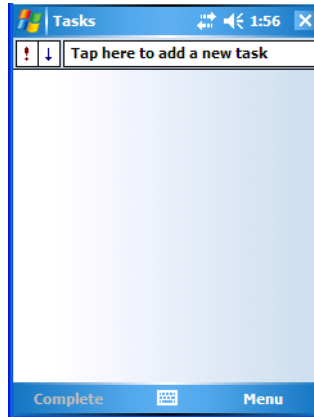 Tasks 1:56
! ↓ Tap here to add a new task
Complete Menu